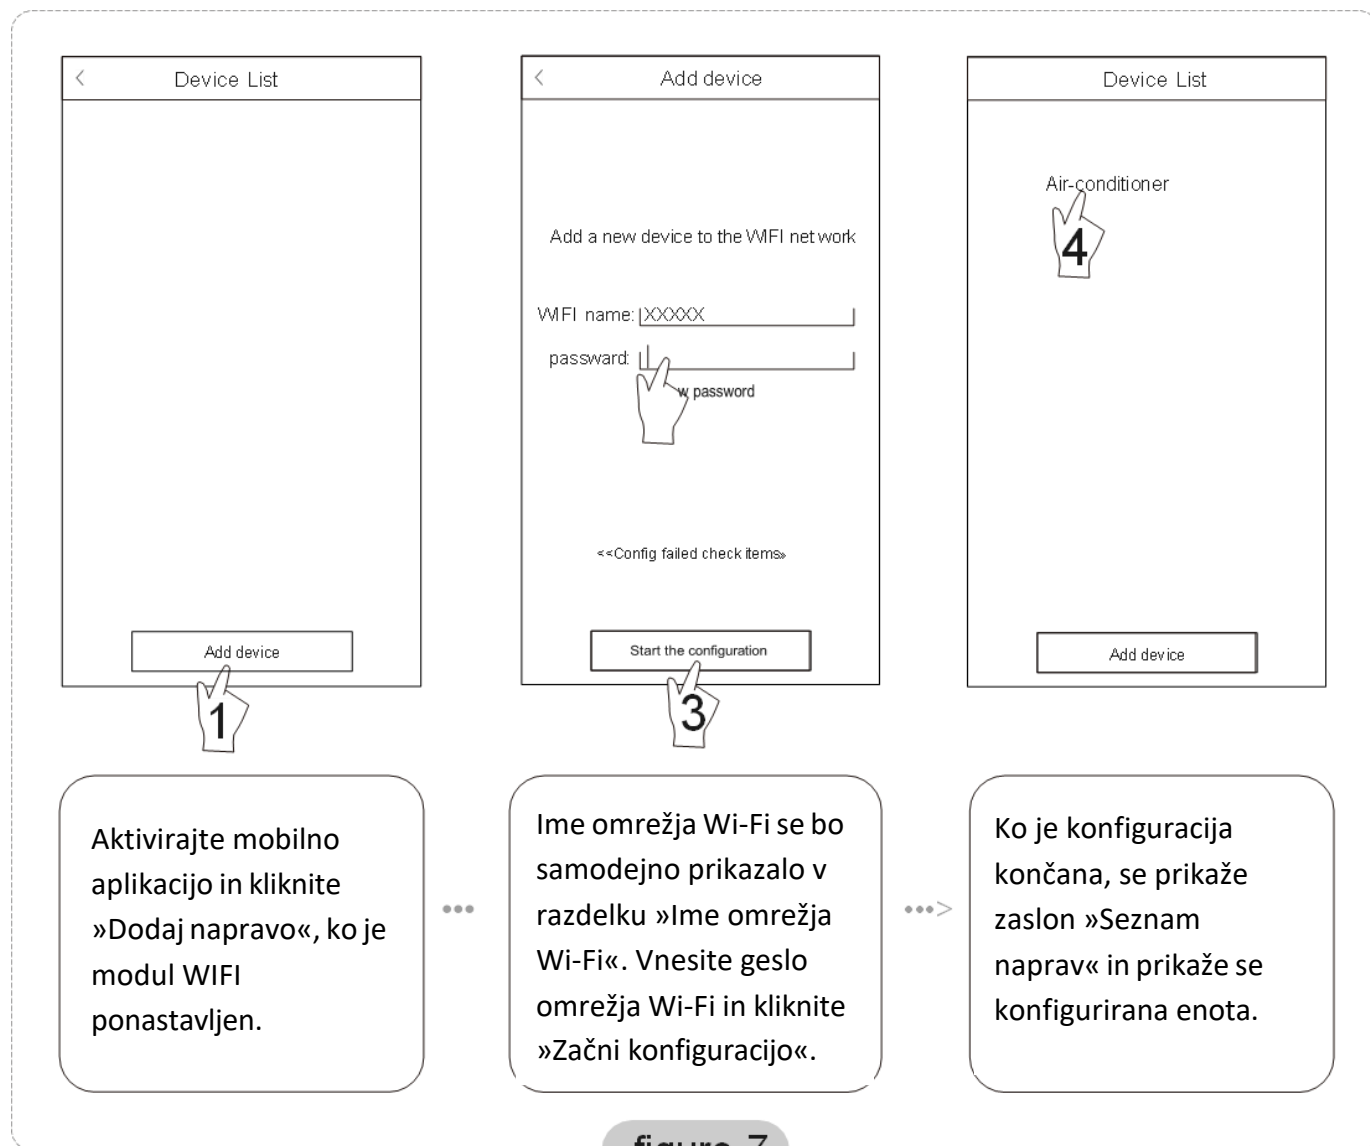 < Device List
Add device
1
Aktivirajte mobilno
aplikacijo in kliknite
»Dodaj napravo«, ko je
modul WIFI
ponastavljen.
•••
< Add device
Add a new device to the WIFI network
WIFI name: XXXXX
passward:
w password
<<Config failed check items»
Start the configuration
3
Ime omrežja Wi-Fi se bo
samodejno prikazalo v
razdelku »Ime omrežja
Wi-Fi«. Vnesite geslo
omrežja Wi-Fi in kliknite
»Začni konfiguracijo«.
•••>
Device List
Air-conditioner
4
Add device
Ko je konfiguracija
končana, se prikaže
zaslon »Seznam
naprav« in prikaže se
konfigurirana enota.
figure 7